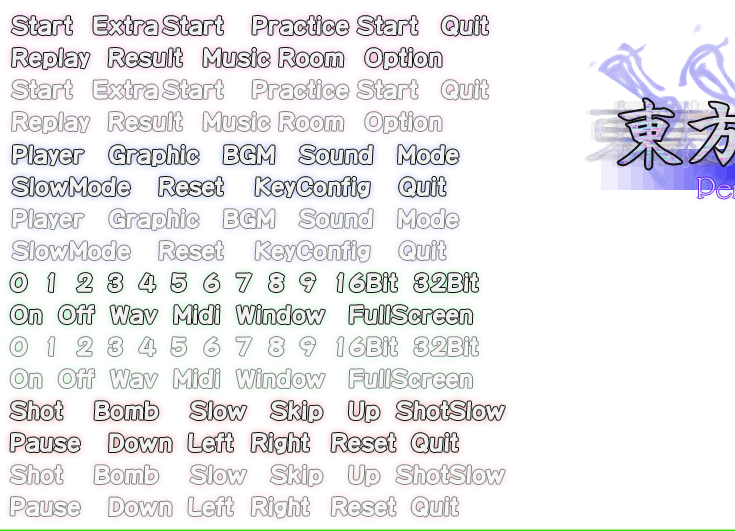 Start Extra Start Practice Start Quit
Replay Result Music Room Option
Start Extra Start Practice Start Quit
Replay Result Music Room Option
Player Graphic BGM Sound Mode
SlowMode Reset KeyConfig Quit
Player Graphic BGM Sound Mode
SlowMode Reset KeyConfig Quit
0 1 2 3 4 5 6 7 8 9 16Bit 32Bit
On Off Wav Midi Window FullScreen
0 1 2 3 4 5 6 7 8 9 16Bit 32Bit
On Off Wav Midi Window FullScreen
Shot Bomb Slow Skip Up ShotSlow
Pause Down Left Right Reset Quit
Shot Bomb Slow Skip Up ShotSlow
Pause Down Left Right Reset Quit
東方